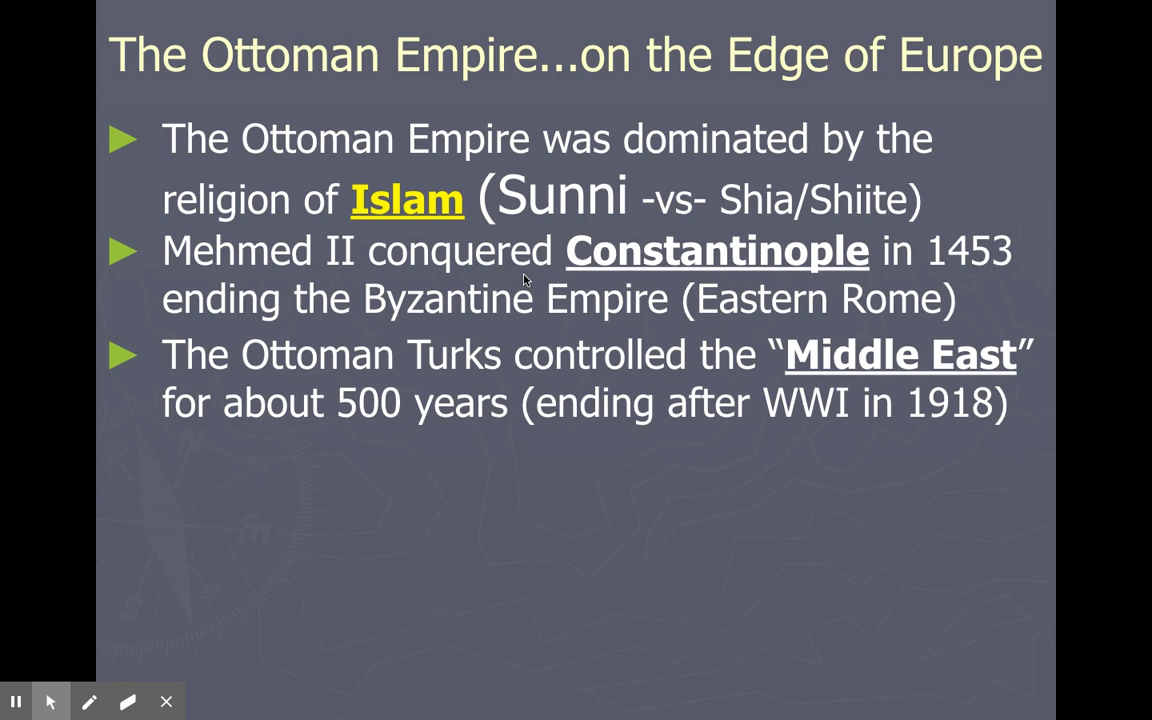 The Ottoman Empire...on the Edge of Europe
The Ottoman Empire was dominated by the
religion of Islam (Sunni -vs- Shia/Shiite)
Mehmed II conquered Constantinople in 1453
ending the Byzantine Empire (Eastern Rome)
The Ottoman Turks controlled the “Middle East”
for about 500 years (ending after WWI in 1918)